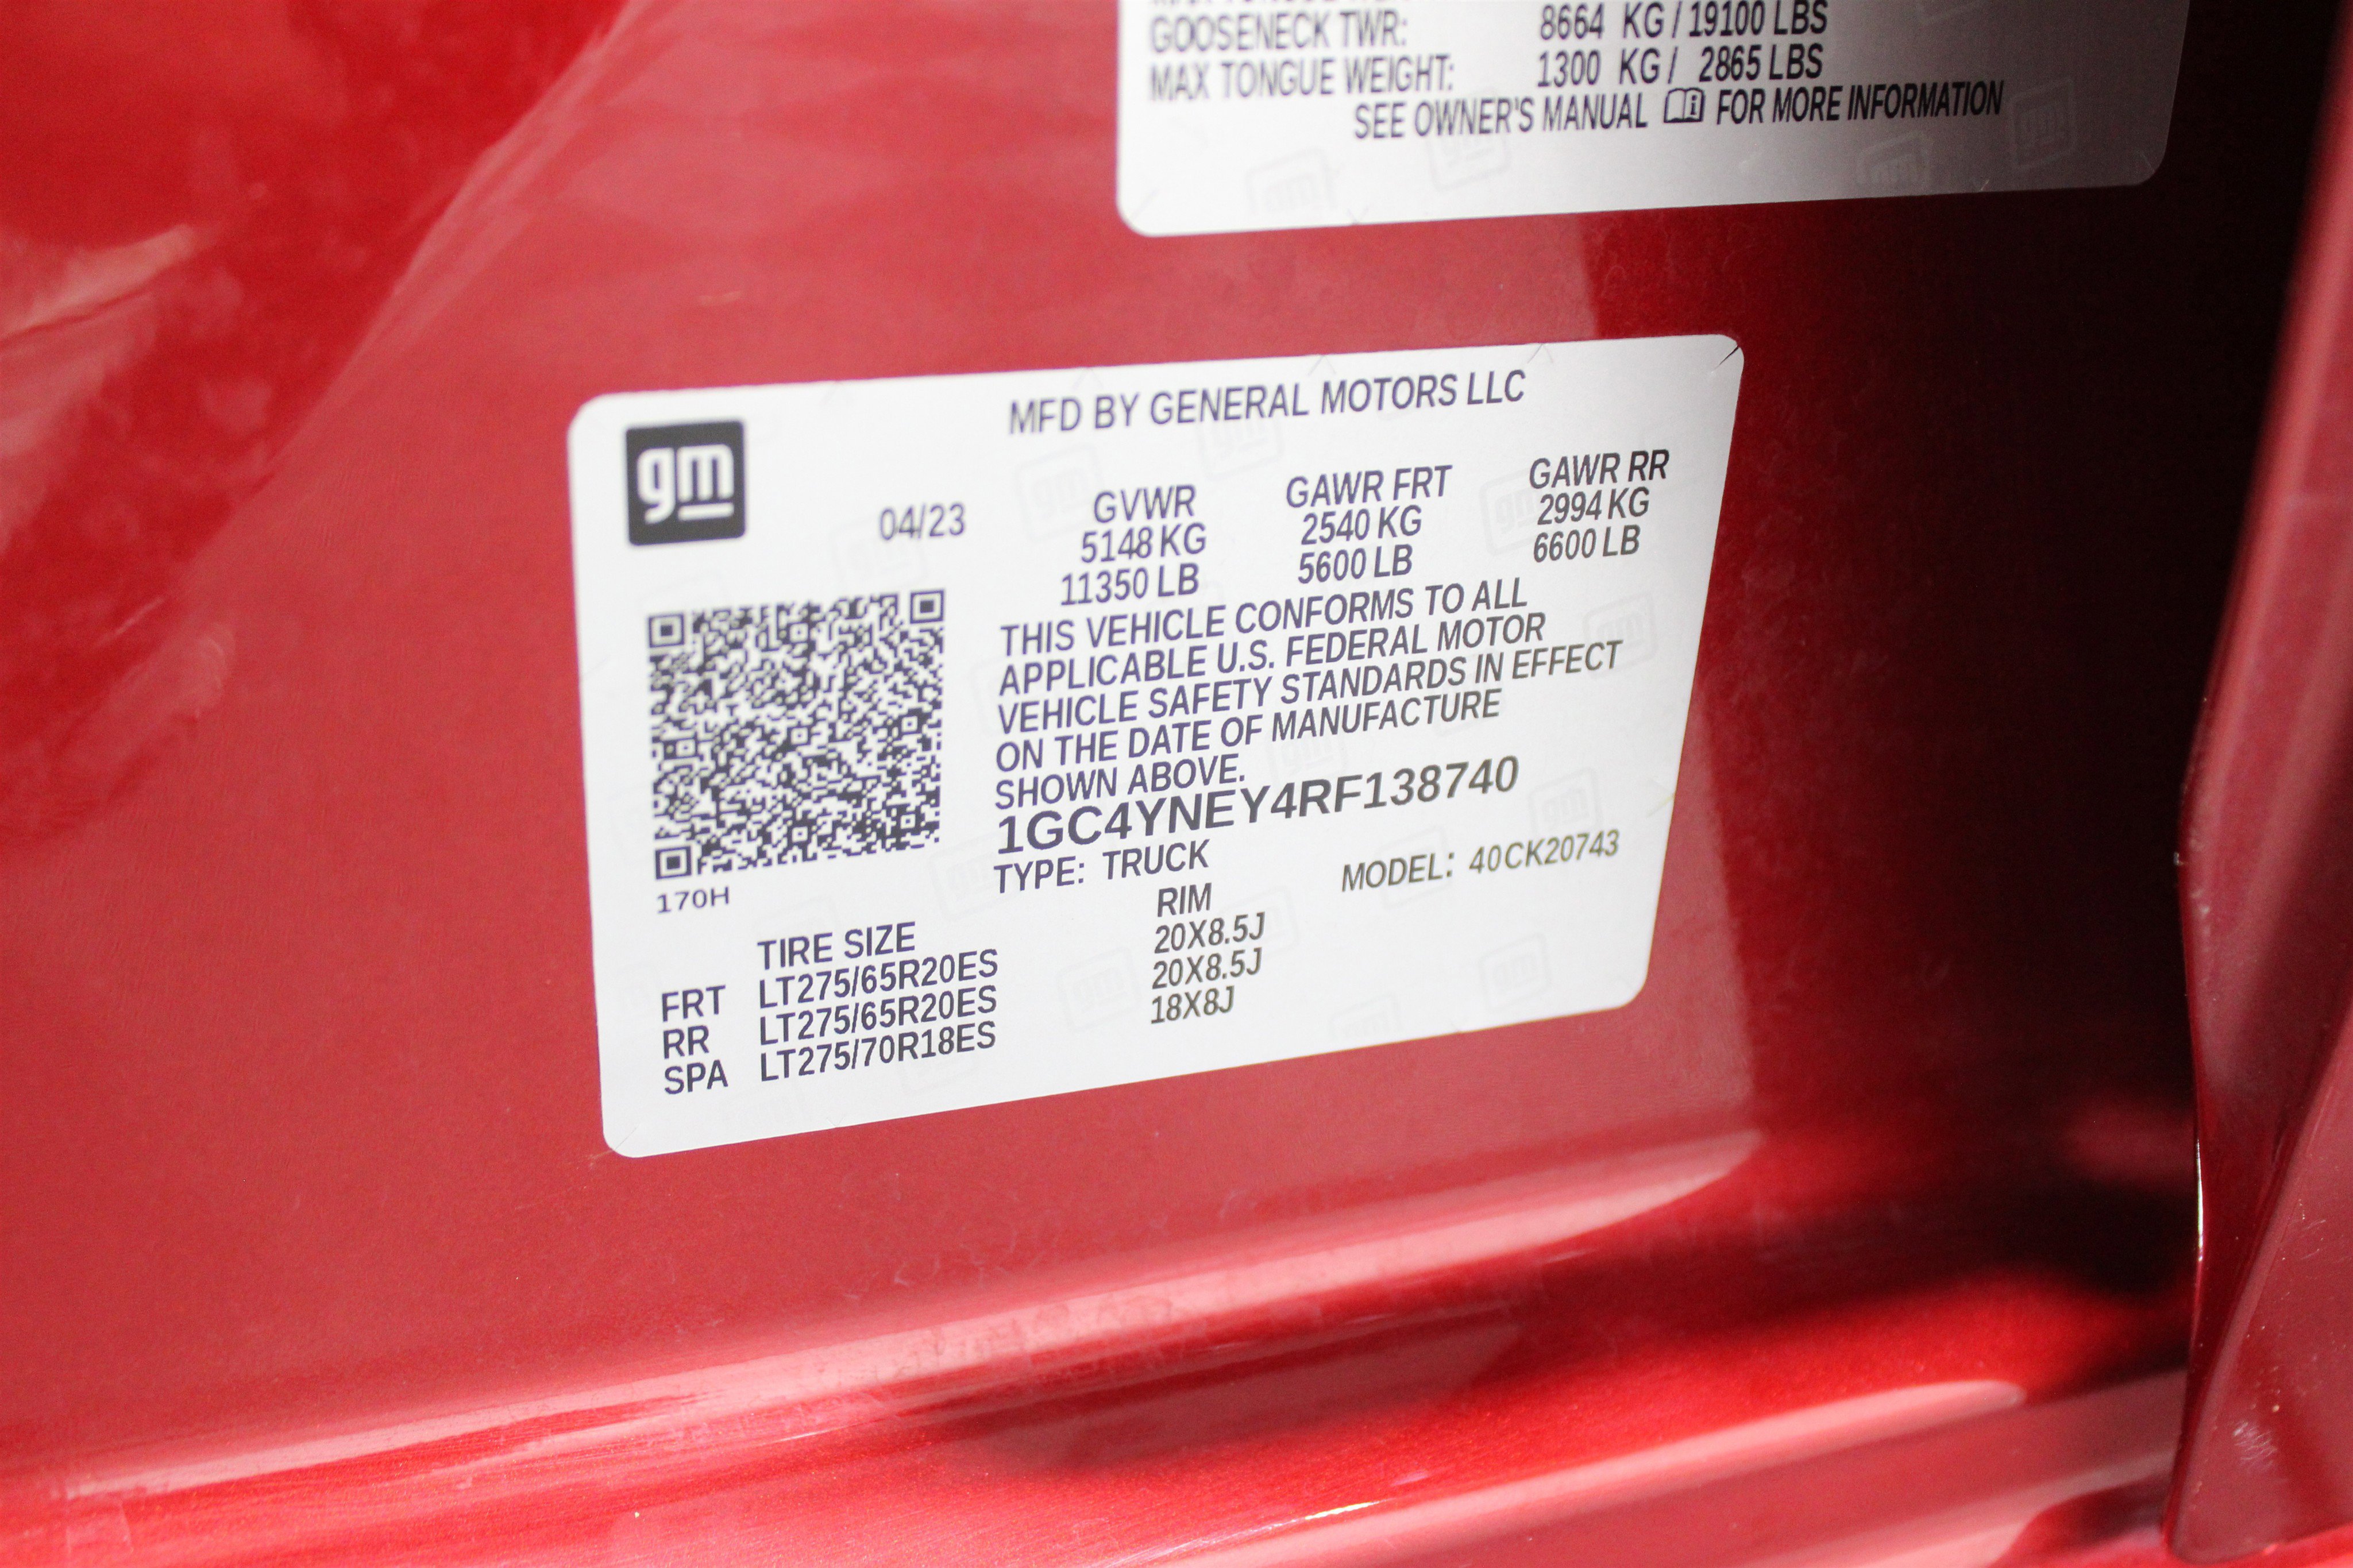 GOOSENECK TWR: 8664 KG / 19100 LBS
MAX TONGUE WEIGHT: 1300 KG / 2865 LBS
SEE OWNER'S MANUAL FOR MORE INFORMATION
gm
MFD BY GENERAL MOTORS LLC
04/23 GVWR GAWR FRT GAWR RR
5148 KG 2540 KG 2994 KG
11350 LB 5600 LB 6600 LB
THIS VEHICLE CONFORMS TO ALL
APPLICABLE U.S. FEDERAL MOTOR
VEHICLE SAFETY STANDARDS IN EFFECT
ON THE DATE OF MANUFACTURE
SHOWN ABOVE.
1GC4YNEY4RF138740
TYPE: TRUCK MODEL: 40CK20743
170H
TIRE SIZE RIM
FRT LT275/65R20ES 20X8.5J
RR LT275/65R20ES 20X8.5J
SPA LT275/70R18ES 18X8J